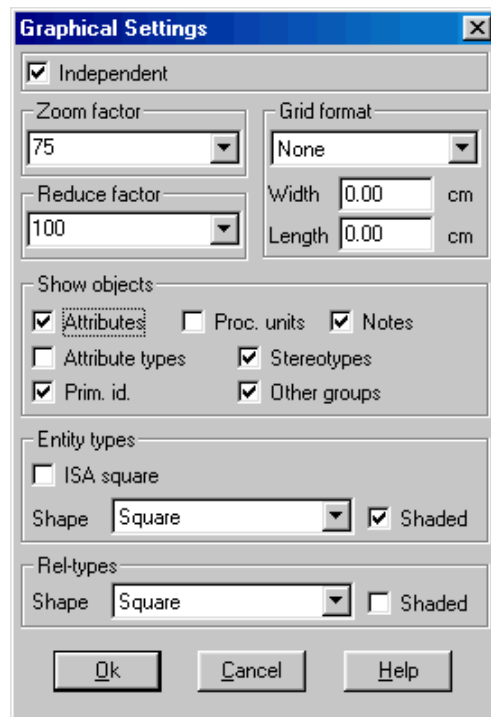 Graphical Settings
Independent
Zoom factor
75
Grid format
None
Reduce factor
100
Width 0.00 cm
Length 0.00 cm
Show objects
Attributes Proc. units Notes
Attribute types Stereotypes
Prim. id. Other groups
Entity types
ISA square
Shape Square Shaded
Rel-types
Shape Square Shaded
Ok Cancel Help